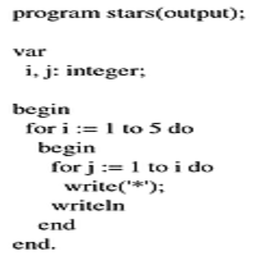 program stars(output);
var
i, j: integer;
begin
for i := 1 to 5 do
begin
for j := 1 to i do
write('*');
writeln
end
end.